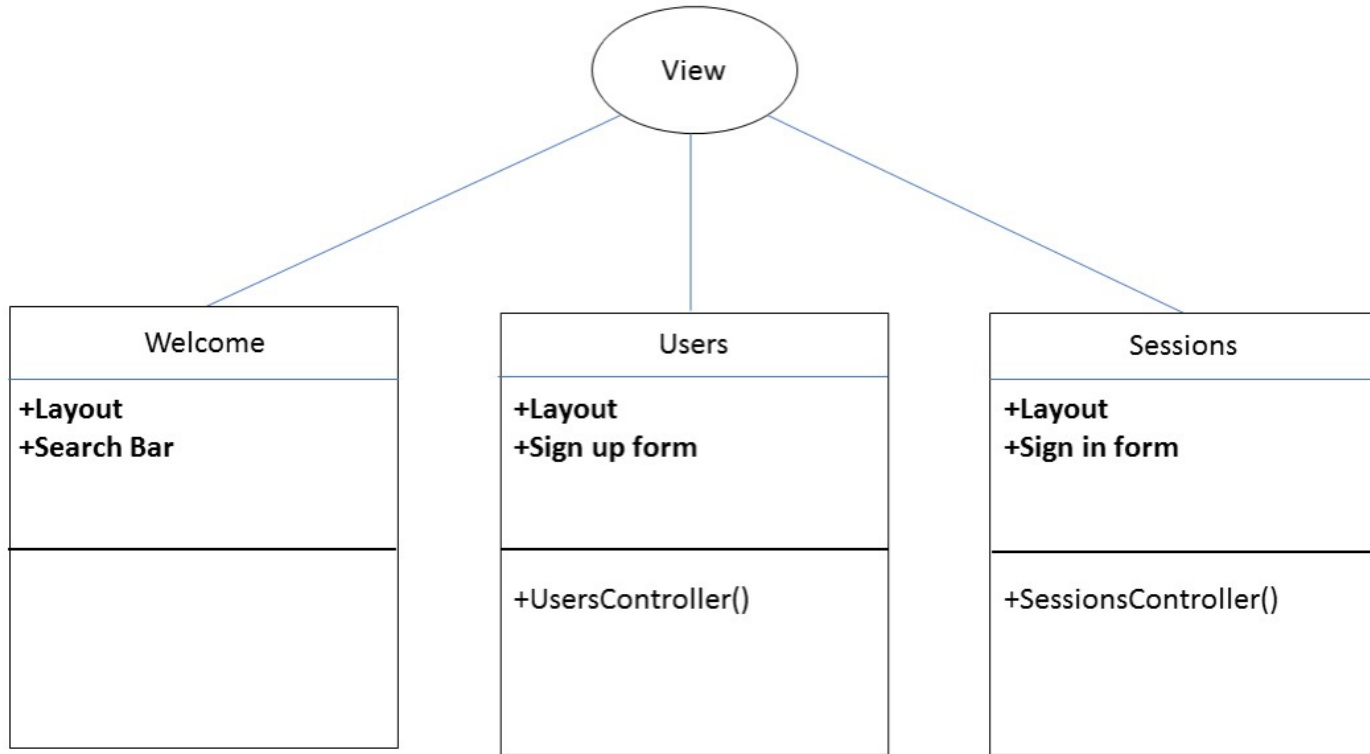 View
Welcome
+Layout
+Search Bar
Users
+Layout
+Sign up form
+UsersController()
Sessions
+Layout
+Sign in form
+SessionsController()